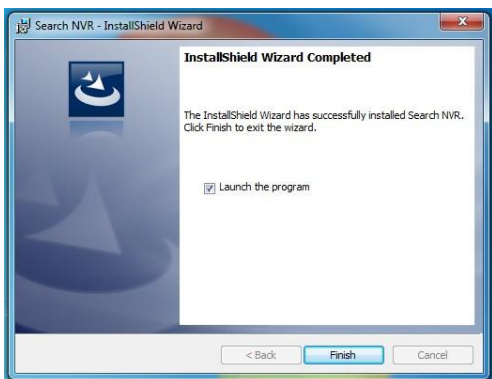 Search NVR - InstallShield Wizard
InstallShield Wizard Completed
The InstallShield Wizard has successfully installed Search NVR.
Click Finish to exit the wizard.
Launch the program
< Back
Finish
Cancel